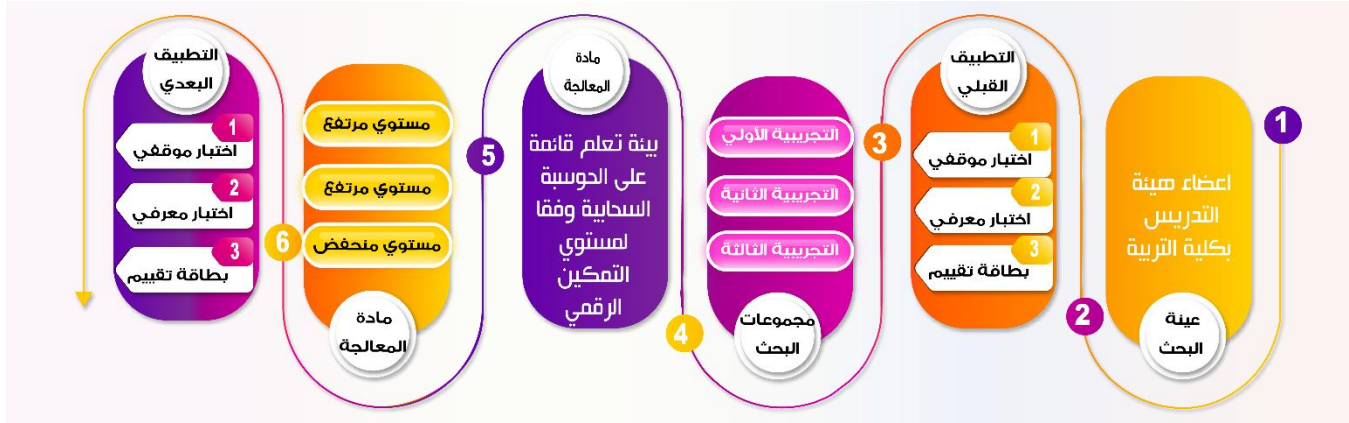 1
اعضاء هيئة
التدريس
بكلية التربية
عينة
البحث
2
التطبيق
القبلي
1
اختبار موقفي
2
اختبار معرفي
3
بطاقة تقييم
3
التجريبية الأولي
التجريبية الثانية
التجريبية الثالثة
مجموعات
البحث
4
مادة
المعالجة
بيئة تعلم قائمة
على الحوسبة
السحابية وفقا
لمستوي
التمكين
الرقمي
5
مستوي مرتفع
مستوي مرتفع
مستوي منحفض
مادة
المعالجة
6
التطبيق
البعدي
1
اختبار موقفي
2
اختبار معرفي
3
بطاقة تقييم